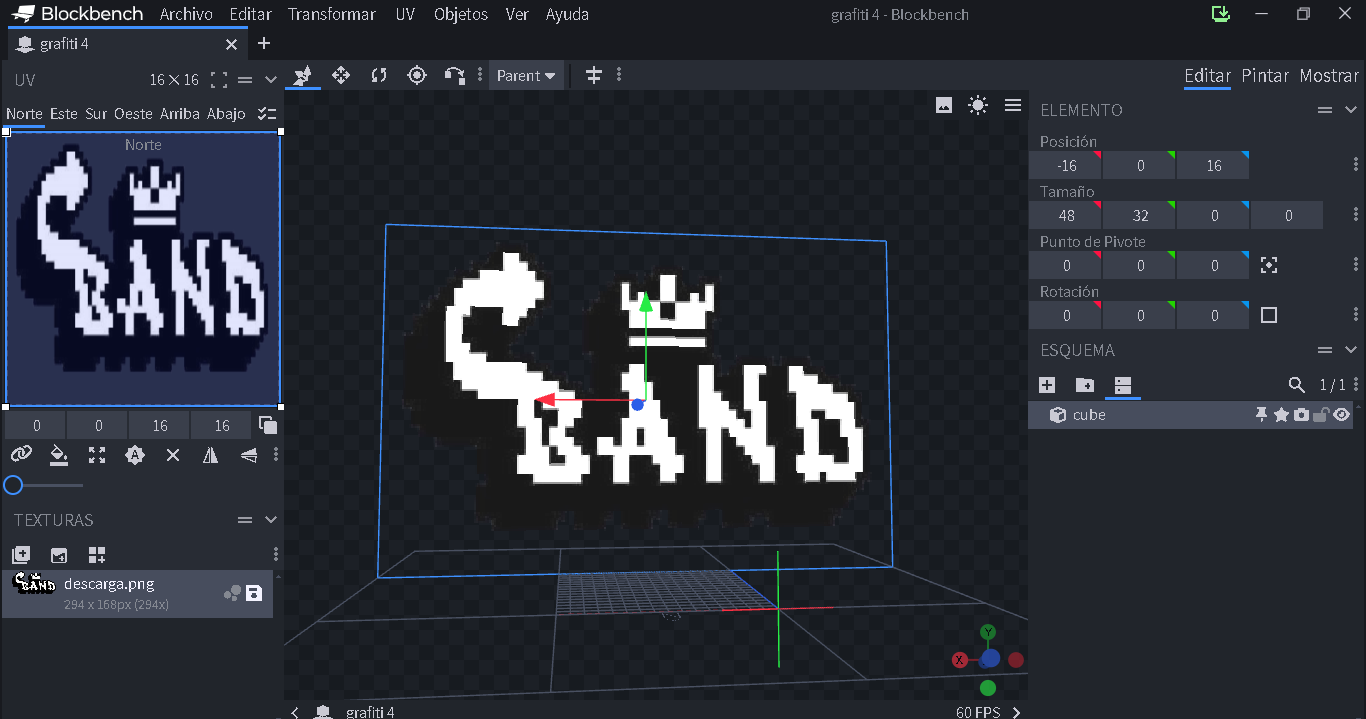 Blockbench Archivo Editar Transformar UV Objetos Ver Ayuda grafiti 4 - Blockbench
grafiti 4
UV 16 × 16
Parent
Editar Pintar Mostrar
Norte Este Sur Oeste Arriba Abajo
Norte
BAND
0 0 16 16
TEXTURAS
descarga.png
294 x 168px (294x)
BAND
ELEMENTO
Posición
-16 0 16
Tamaño
48 32 0 0
Punto de Pivote
0 0 0
Rotación
0 0 0
ESQUEMA
1 / 1
cube
Y
X
grafiti 4
60 FPS